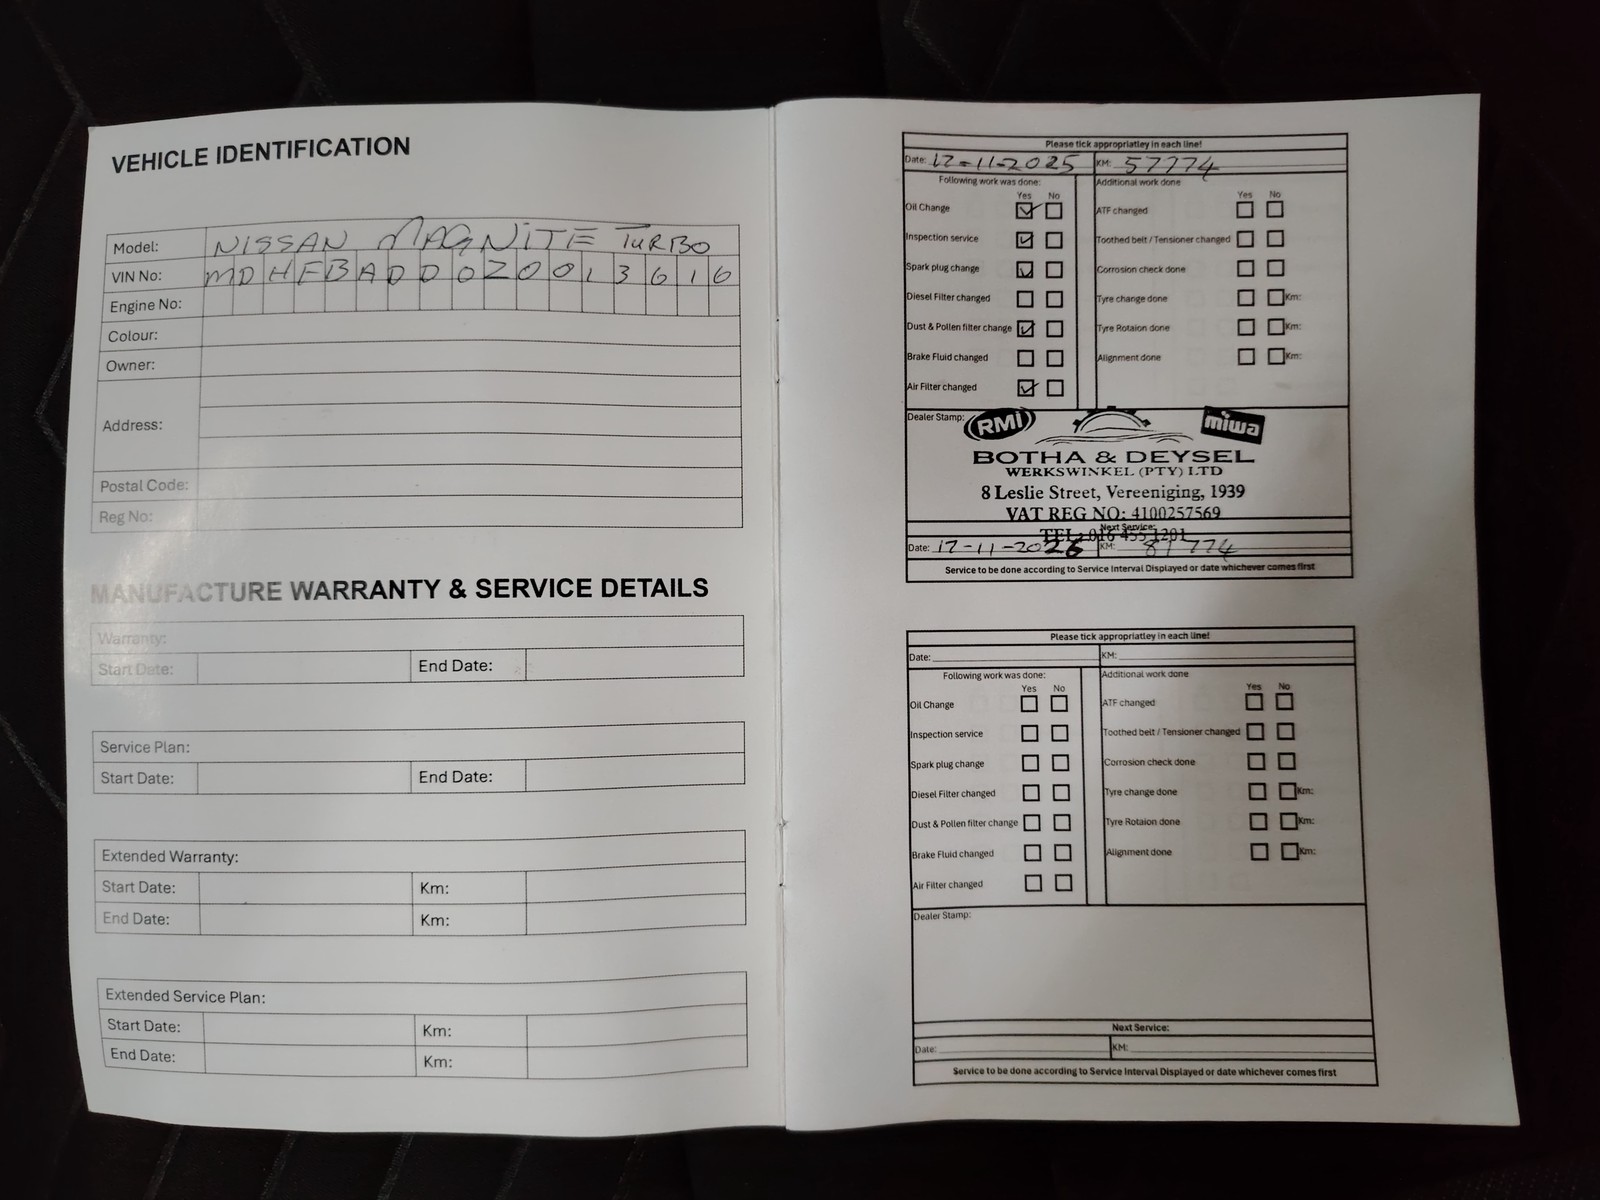 VEHICLE IDENTIFICATION
Model: NISSAN MAGNITE TURBO
VIN No: MDHFBADD0Z0013616
Engine No:
Colour:
Owner:
Address:
Postal Code:
Reg No:
MANUFACTURE WARRANTY & SERVICE DETAILS
Warranty:
Start Date: End Date:
Service Plan:
Start Date: End Date:
Extended Warranty:
Start Date: Km:
End Date: Km:
Extended Service Plan:
Start Date: Km:
End Date: Km:
Please tick appropriatley in each line!
Date: 12-11-2025 KM: 57774
Following work was done: Additional work done
Yes No Yes No
Oil Change ATF changed
Inspection service Toothed belt / Tensioner changed
Spark plug change Corrosion check done
Diesel Filter changed Tyre change done Km:
Dust & Pollen filter change Tyre Rotaion done Km:
Brake Fluid changed Alignment done Km:
Air Filter changed
Dealer Stamp: RMI miwa
BOTHA & DEYSEL
WERKSWINKEL (PTY) LTD
8 Leslie Street, Vereeniging, 1939
VAT REG NO: 4100257569
Next Service:
TEL: 016 455 1201
Date: 12-11-2026 KM: 81 774
Service to be done according to Service Interval Displayed or date whichever comes first
Please tick appropriatley in each line!
Date: KM:
Following work was done: Additional work done
Yes No Yes No
Oil Change ATF changed
Inspection service Toothed belt / Tensioner changed
Spark plug change Corrosion check done
Diesel Filter changed Tyre change done Km:
Dust & Pollen filter change Tyre Rotaion done Km:
Brake Fluid changed Alignment done Km:
Air Filter changed
Dealer Stamp:
Next Service:
Date: KM:
Service to be done according to Service Interval Displayed or date whichever comes first